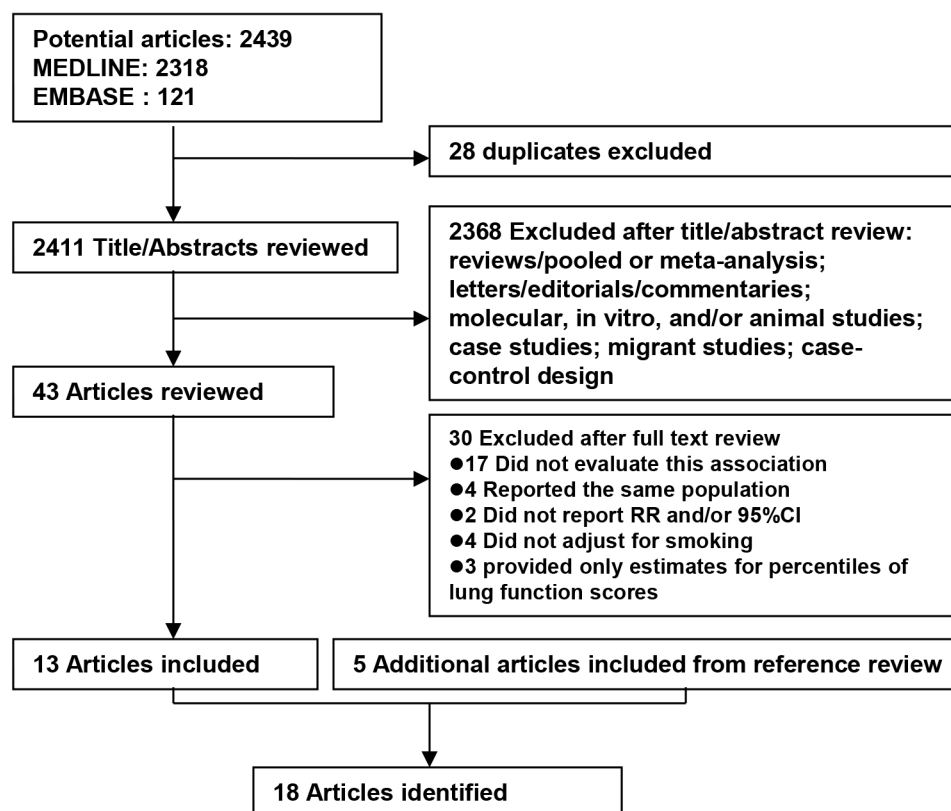 Potential articles: 2439
MEDLINE: 2318
EMBASE : 121
28 duplicates excluded
2411 Title/Abstracts reviewed
2368 Excluded after title/abstract review:
reviews/pooled or meta-analysis;
letters/editorials/commentaries;
molecular, in vitro, and/or animal studies;
case studies; migrant studies; case-
control design
43 Articles reviewed
30 Excluded after full text review
●17 Did not evaluate this association
●4 Reported the same population
●2 Did not report RR and/or 95%CI
●4 Did not adjust for smoking
●3 provided only estimates for percentiles of
lung function scores
13 Articles included
5 Additional articles included from reference review
18 Articles identified